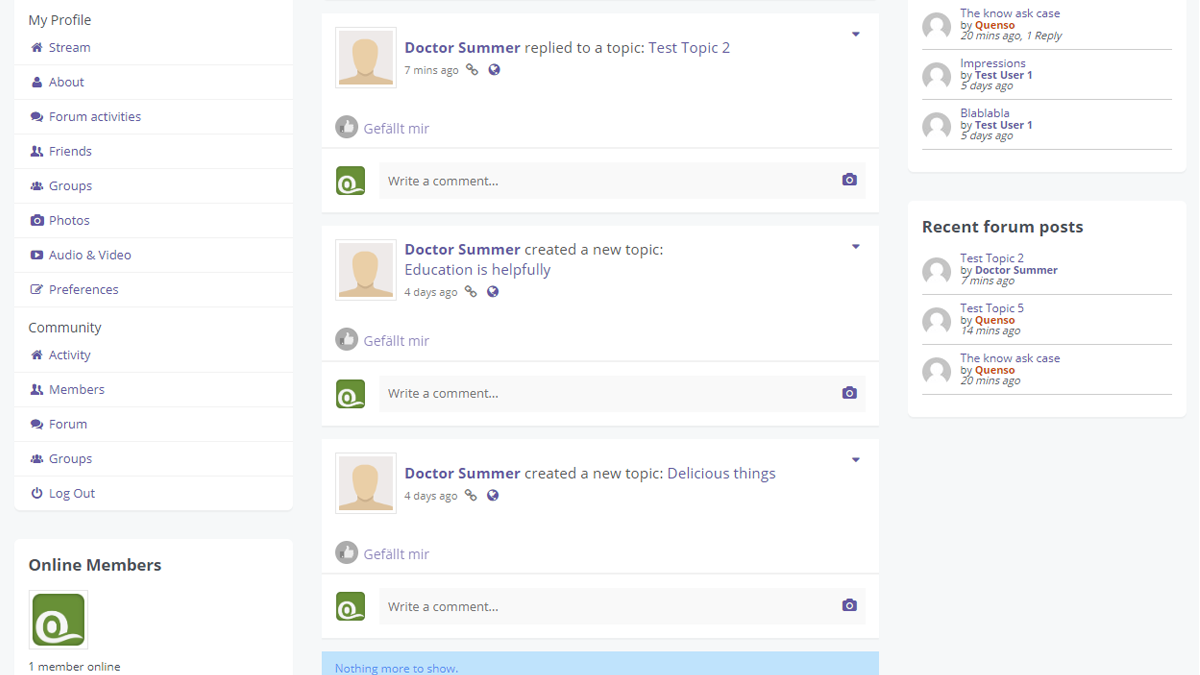 My Profile
Stream
About
Forum activities
Friends
Groups
Photos
Audio & Video
Preferences
Community
Activity
Members
Forum
Groups
Log Out
Online Members
1 member online
Doctor Summer replied to a topic: Test Topic 2
7 mins ago
Gefällt mir
Write a comment...
Doctor Summer created a new topic:
Education is helpfully
4 days ago
Gefällt mir
Write a comment...
Doctor Summer created a new topic: Delicious things
4 days ago
Gefällt mir
Write a comment...
Nothing more to show.
The know ask case
by Quenso
20 mins ago, 1 Reply
Impressions
by Test User 1
5 days ago
Blablabla
by Test User 1
5 days ago
Recent forum posts
Test Topic 2
by Doctor Summer
7 mins ago
Test Topic 5
by Quenso
14 mins ago
The know ask case
by Quenso
20 mins ago